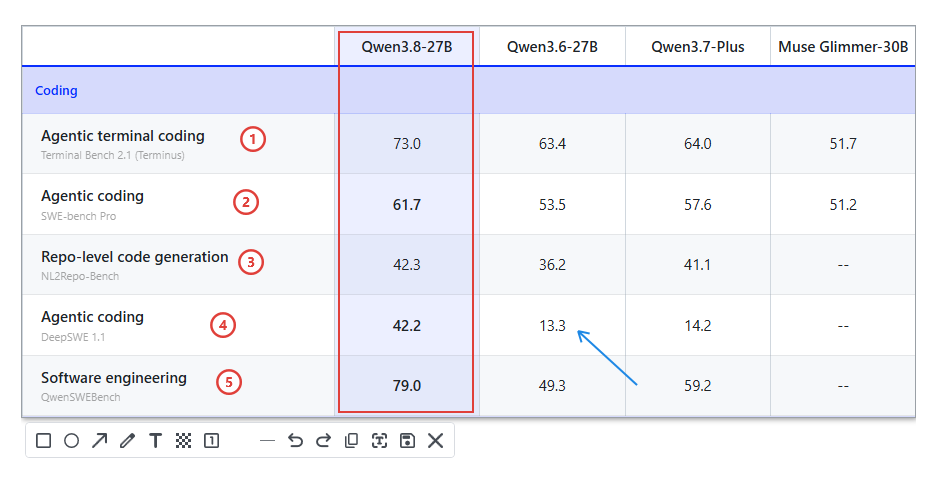 Qwen3.8-27B Qwen3.6-27B Qwen3.7-Plus Muse Glimmer-30B
Coding
Agentic terminal coding 1 73.0 63.4 64.0 51.7
Terminal Bench 2.1 (Terminus)
Agentic coding 2 61.7 53.5 57.6 51.2
SWE-bench Pro
Repo-level code generation 3 42.3 36.2 41.1 --
NL2Repo-Bench
Agentic coding 4 42.2 13.3 14.2 --
DeepSWE 1.1
Software engineering 5 79.0 49.3 59.2 --
QwenSWEBench
T 1 T